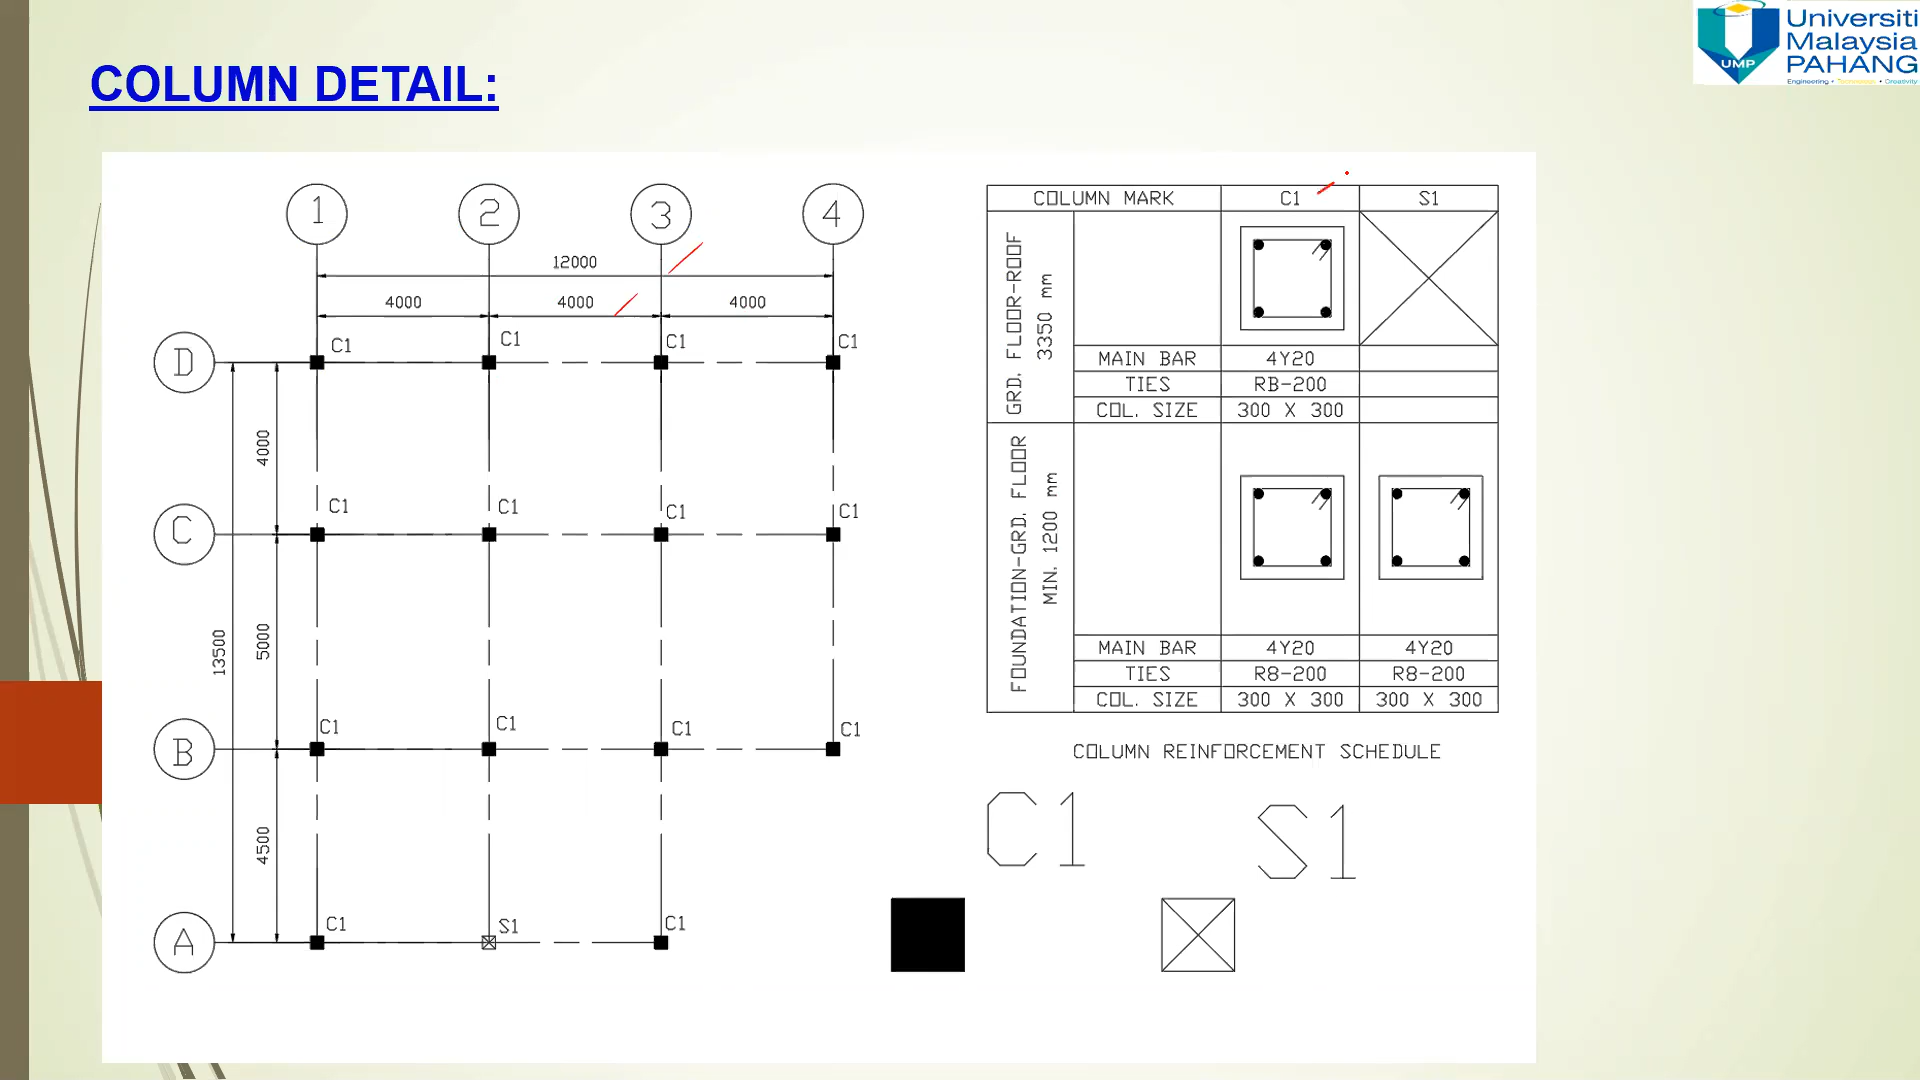 COLUMN DETAIL:
Universiti
Malaysia
PAHANG
Engineering • Technology • Creativity
UMP
1 2 3 4
12000
4000 4000 4000
D
C1 C1 C1 C1
4000
C
C1 C1 C1 C1
13500
5000
B
C1 C1 C1 C1
4500
A
C1 S1 C1
COLUMN MARK C1 S1
GRD. FLOOR-ROOF
3350 mm
MAIN BAR 4Y20
TIES RB-200
COL. SIZE 300 X 300
FOUNDATION-GRD. FLOOR
MIN. 1200 mm
MAIN BAR 4Y20 4Y20
TIES R8-200 R8-200
COL. SIZE 300 X 300 300 X 300
COLUMN REINFORCEMENT SCHEDULE
C1 S1